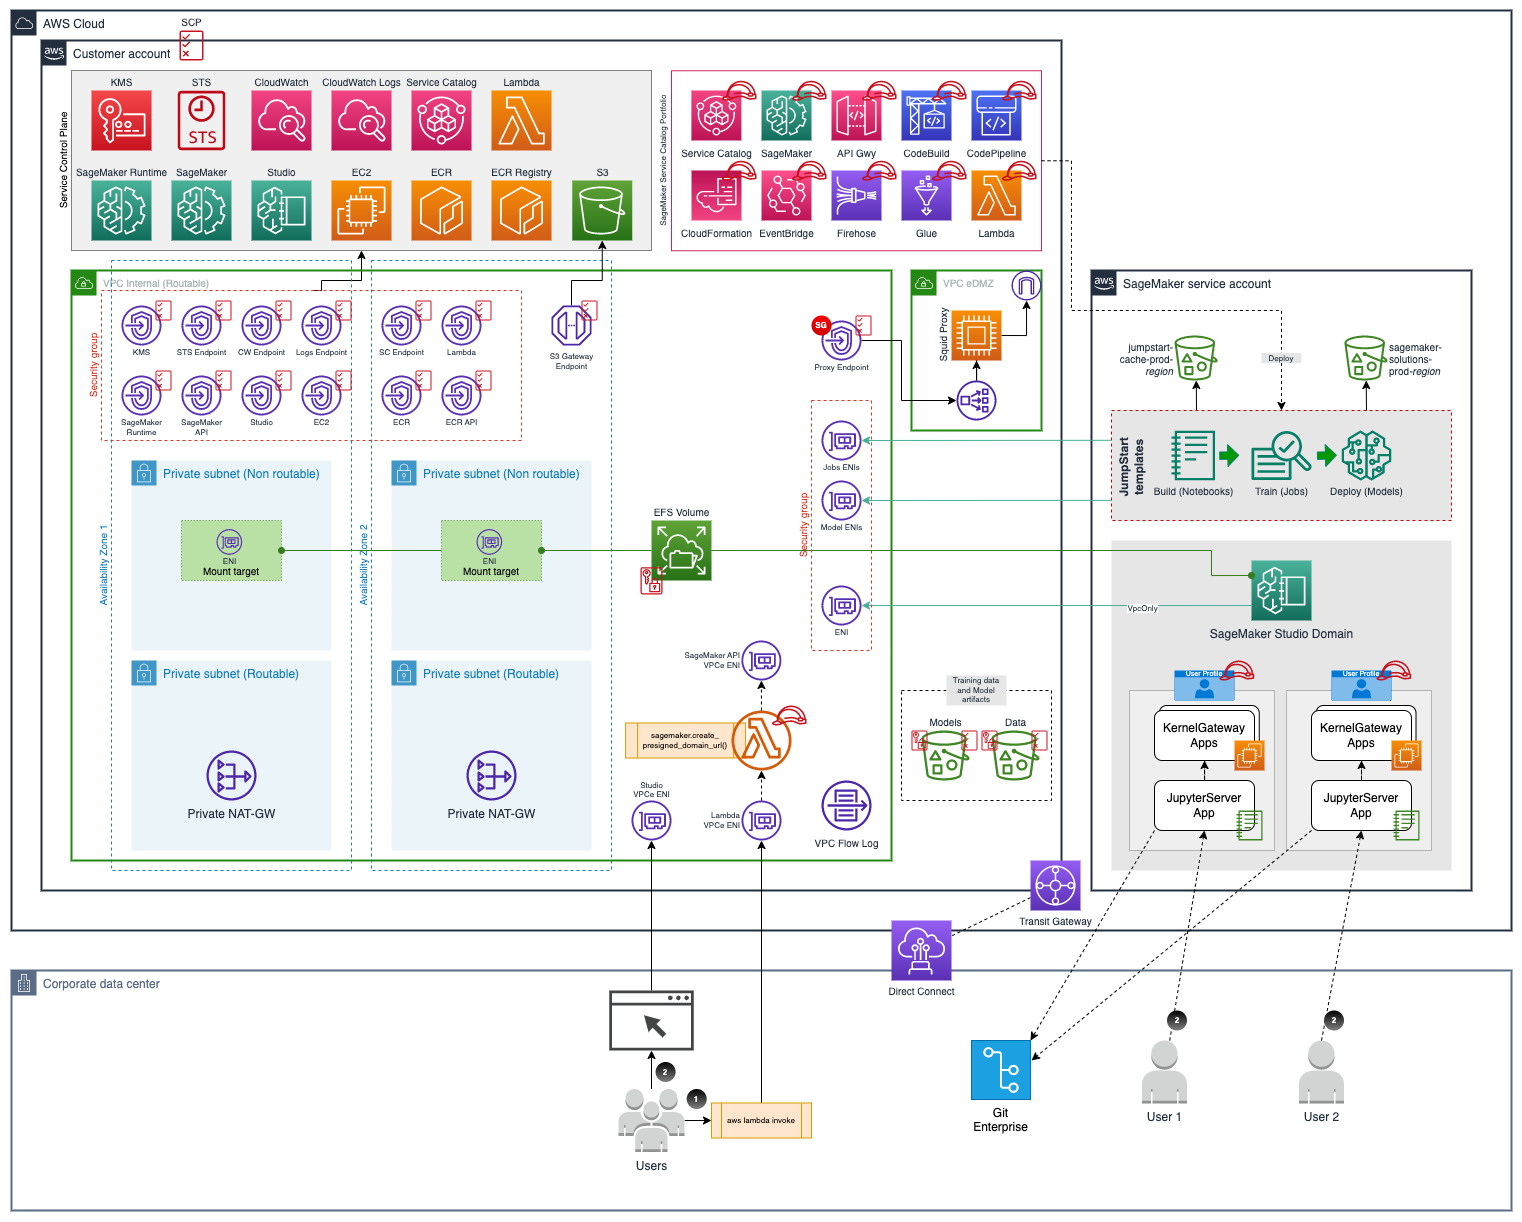 AWS Cloud
SCP
aws
Customer account
Service Control Plane
KMS
STS
CloudWatch
CloudWatch Logs
Service Catalog
Lambda
STS
SageMaker Runtime
SageMaker
Studio
EC2
ECR
ECR Registry
S3
SageMaker Service Catalog Portfolio
Service Catalog
SageMaker
API Gwy
CodeBuild
CodePipeline
CloudFormation
EventBridge
Firehose
Glue
Lambda
VPC Internal (Routable)
Security group
KMS
STS Endpoint
CW Endpoint
Logs Endpoint
SC Endpoint
Lambda
SageMaker
Runtime
SageMaker
API
Studio
EC2
ECR
ECR API
S3 Gateway
Endpoint
SG
Proxy Endpoint
VPC eDMZ
Squid Proxy
aws
SageMaker service account
jumpstart-
cache-prod-
region
Deploy
sagemaker-
solutions-
prod-region
JumpStart
templates
Build (Notebooks)
Train (Jobs)
Deploy (Models)
Availability Zone 1
Private subnet (Non routable)
ENI
Mount target
Availability Zone 2
Private subnet (Non routable)
ENI
Mount target
EFS Volume
Security group
Jobs ENIs
Model ENIs
ENI
VpcOnly
SageMaker Studio Domain
Private subnet (Routable)
Private NAT-GW
Private subnet (Routable)
Private NAT-GW
SageMaker API
VPCe ENI
sagemaker.create_
presigned_domain_url()
Studio
VPCe ENI
Lambda
VPCe ENI
VPC Flow Log
Training data
and Model
artifacts
Models
Data
User Profile
KernelGateway
Apps
JupyterServer
App
User Profile
KernelGateway
Apps
JupyterServer
App
Transit Gateway
Direct Connect
Corporate data center
2
1
aws lambda invoke
Users
Git
Enterprise
2
User 1
2
User 2